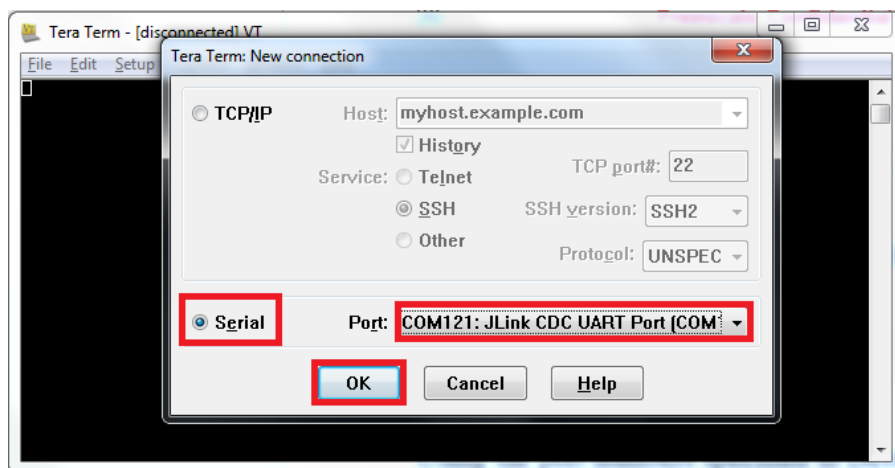 Tera Term - [disconnected] VT
File Edit Setup
Tera Term: New connection
TCP/IP Host: myhost.example.com
History
Service: Telnet TCP port#: 22
SSH SSH version: SSH2
Other Protocol: UNSPEC
Serial Port: COM121: JLink CDC UART Port (COM1
OK Cancel Help